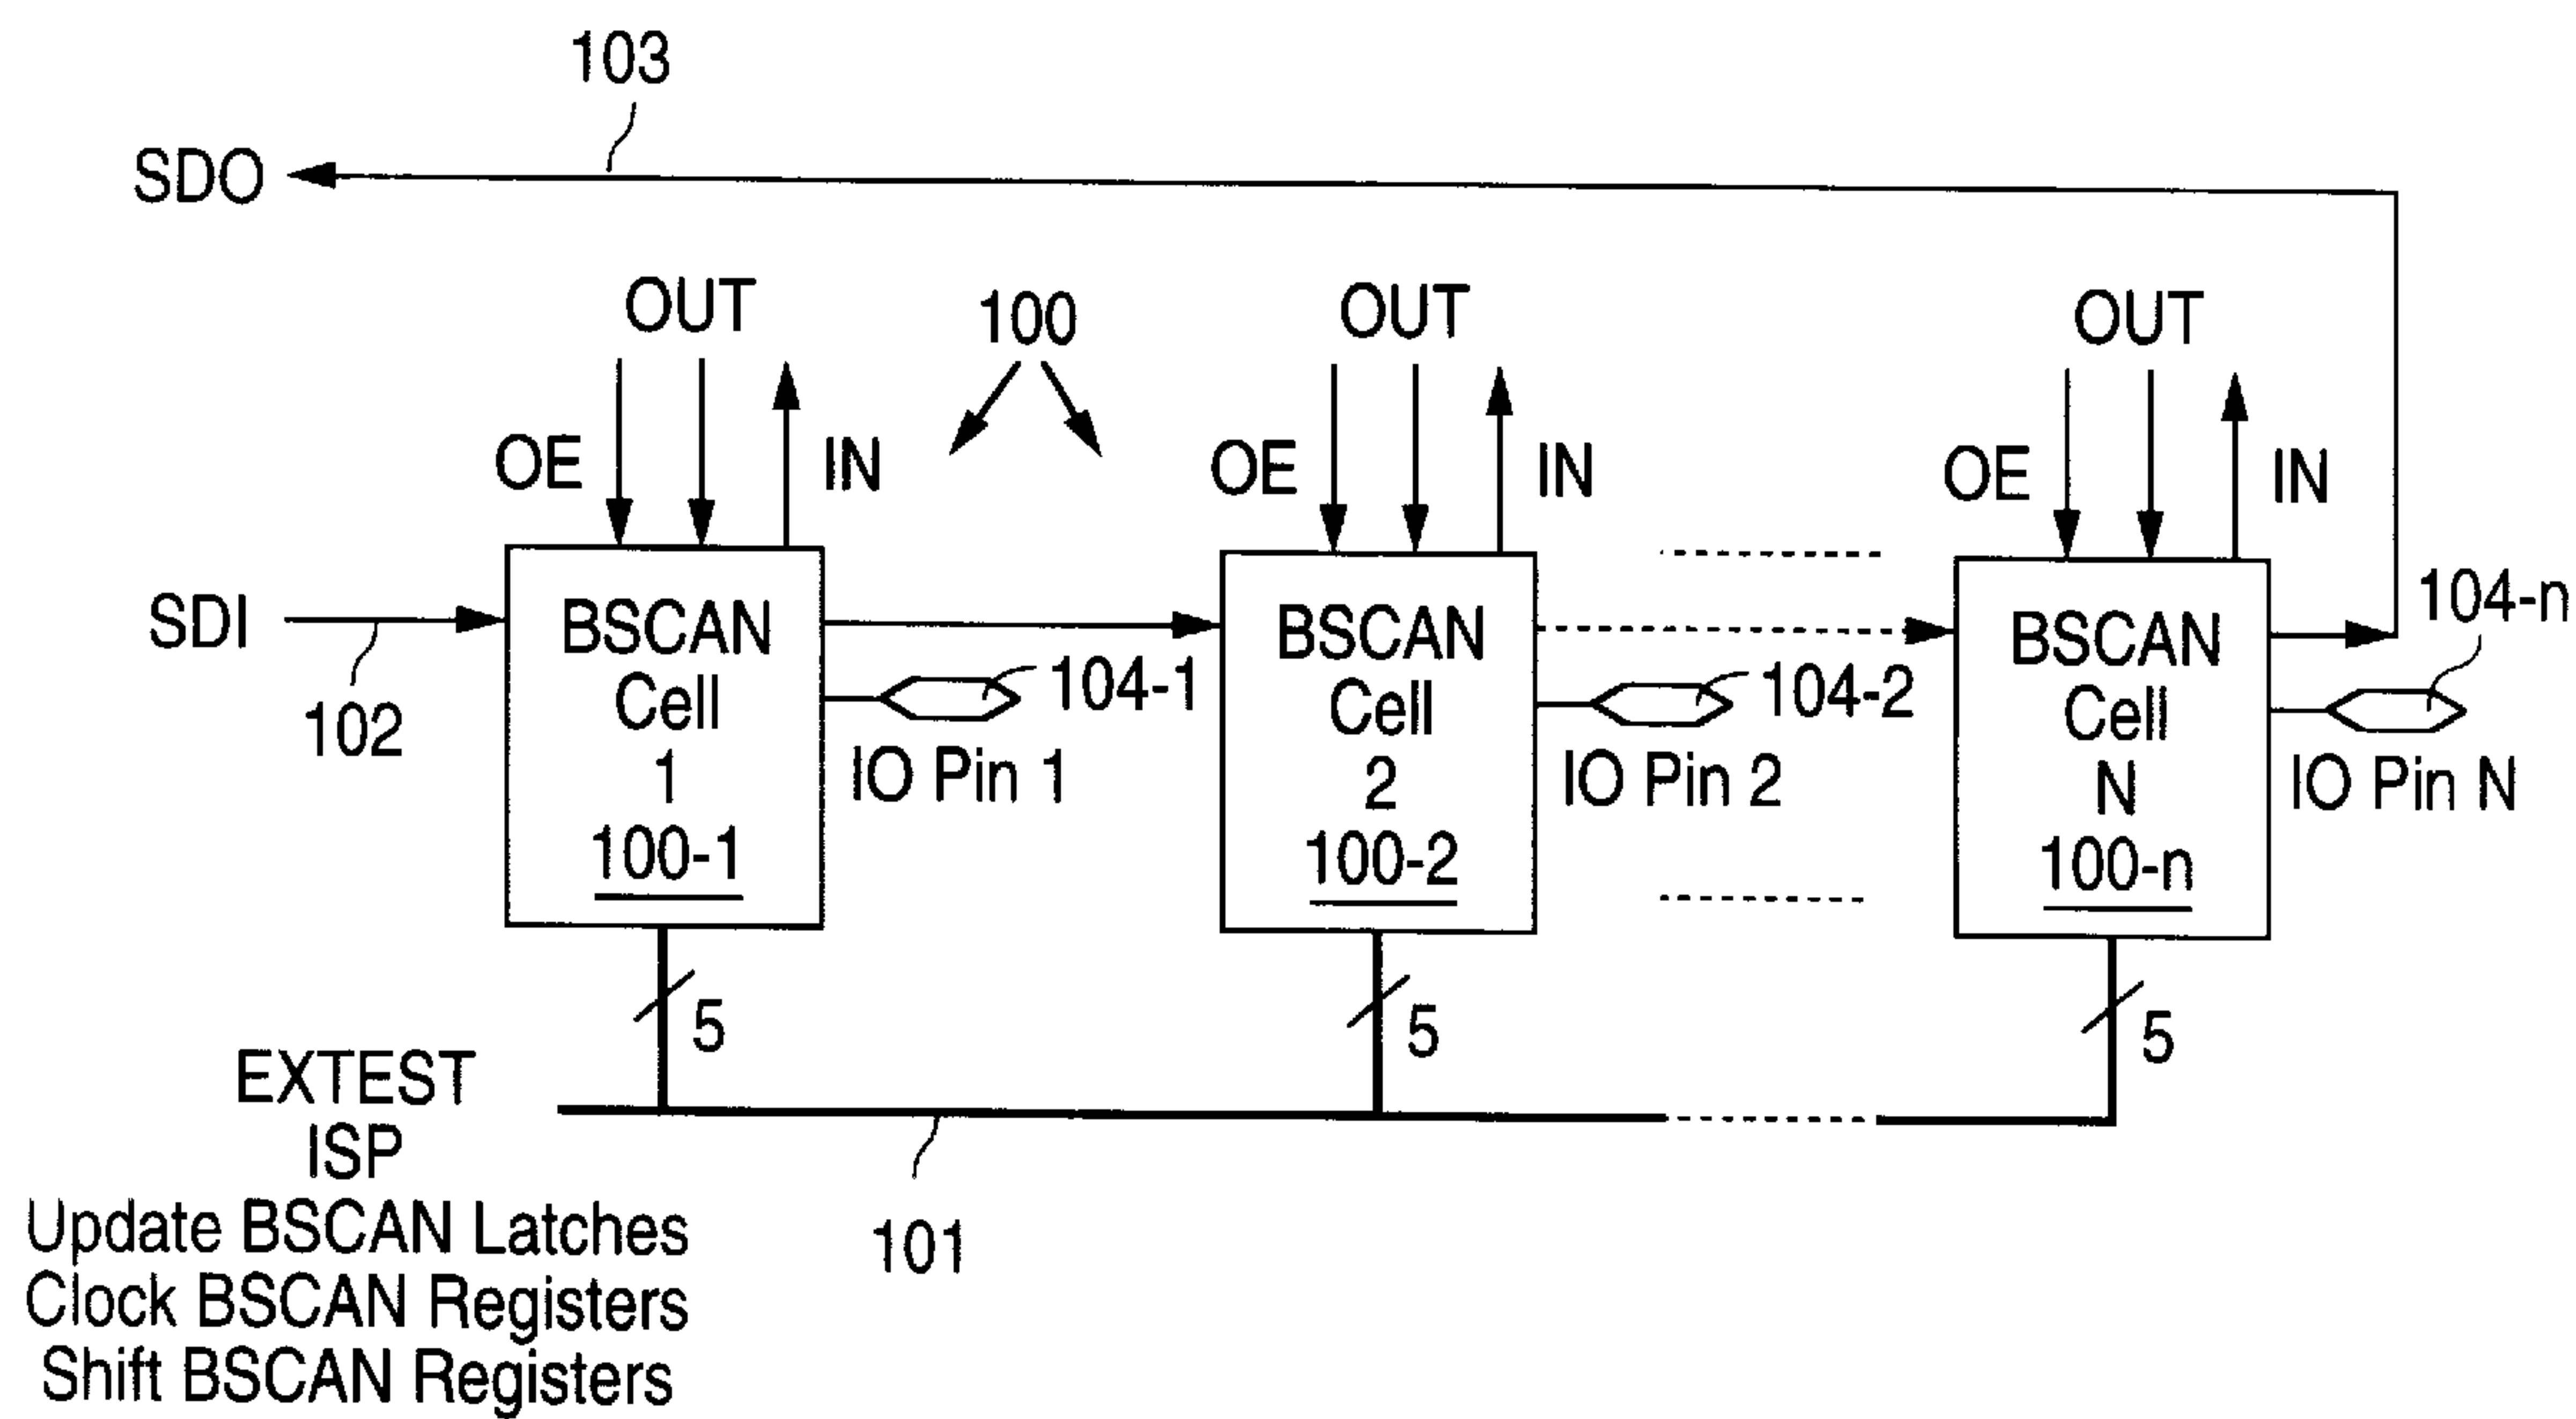 103
SDO
OUT
100
OUT
OUT
OE
IN
OE
IN
OE
IN
SDI
102
BSCAN
Cell
1
100-1
104-1
IO Pin 1
BSCAN
Cell
2
100-2
104-2
IO Pin 2
BSCAN
Cell
N
100-n
104-n
IO Pin N
5
5
5
EXTEST
ISP
Update BSCAN Latches
Clock BSCAN Registers
Shift BSCAN Registers
101